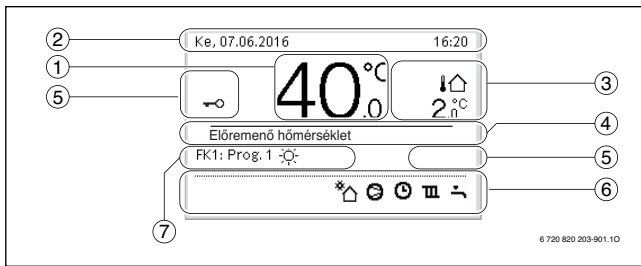 ② Ke, 07.06.2016 16:20
① 40.0 °C
⑤
③ 2.0 °C
④ Előremenő hőmérséklet
⑦ FK1: Prog. 1
⑤
⑥
6 720 820 203-901.1O